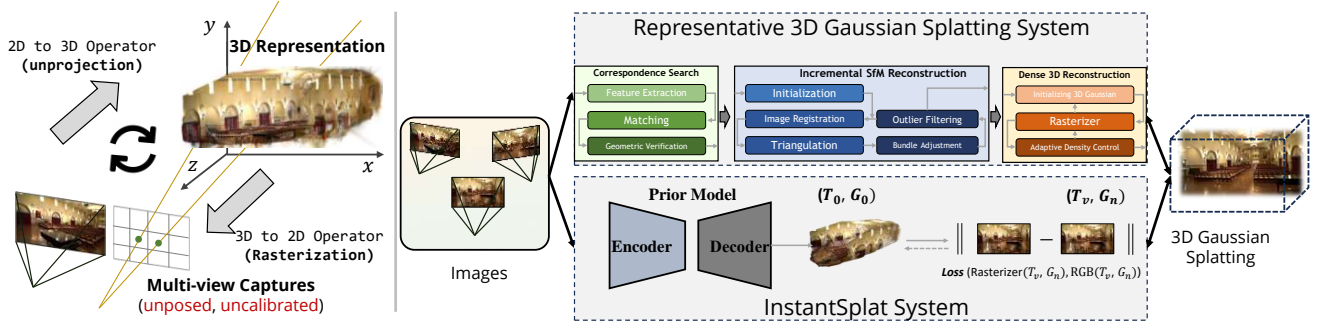 2D to 3D Operator
(unprojection)
y
3D Representation
z
x
3D to 2D Operator
(Rasterization)
Multi-view Captures
(unposed, uncalibrated)
Images
Representative 3D Gaussian Splatting System
Correspondence Search
Feature Extraction
Matching
Geometric Verification
Incremental SfM Reconstruction
Initialization
Image Registration
Outlier Filtering
Triangulation
Bundle Adjustment
Dense 3D Reconstruction
Initializing 3D Gaussian
Rasterizer
Adaptive Density Control
Prior Model
Encoder
Decoder
(T₀, G₀)
(Tᵥ, Gₙ)
‖ − ‖
Loss (Rasterizer(Tᵥ, Gₙ), RGB(Tᵥ, Gₙ))
InstantSplat System
3D Gaussian
Splatting